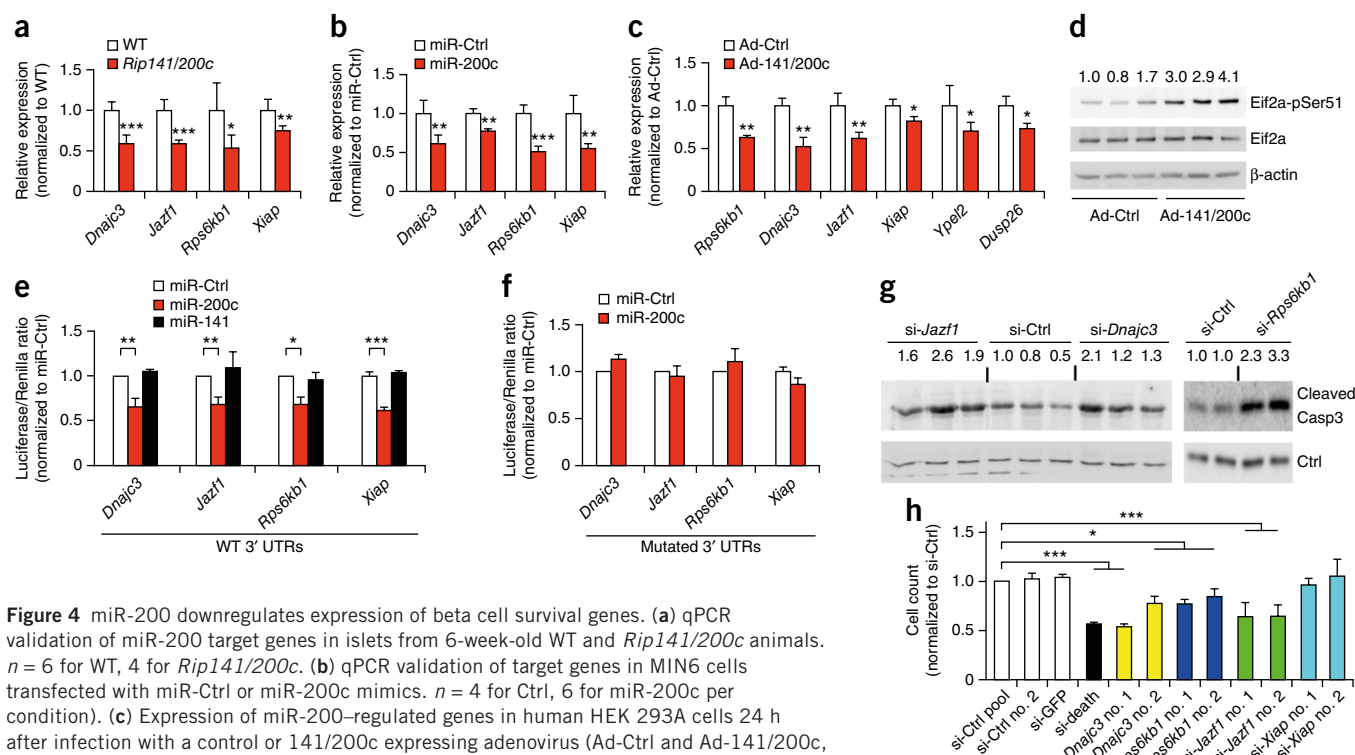 a
WT
Rip141/200c
Relative expression
(normalized to WT)
1.5
1.0
0.5
0
***
***
*
**
Dnajc3
Jazf1
Rps6kb1
Xiap
b
miR-Ctrl
miR-200c
Relative expression
(normalized to miR-Ctrl)
1.5
1.0
0.5
0
**
**
***
**
Dnajc3
Jazf1
Rps6kb1
Xiap
c
Ad-Ctrl
Ad-141/200c
Relative expression
(normalized to Ad-Ctrl)
1.5
1.0
0.5
0
**
**
**
*
*
*
Rps6kb1
Dnajc3
Jazf1
Xiap
Ypel2
Dusp26
d
1.0 0.8 1.7 3.0 2.9 4.1
Eif2a-pSer51
Eif2a
β-actin
Ad-Ctrl Ad-141/200c
e
miR-Ctrl
miR-200c
miR-141
Luciferase/Renilla ratio
(normalized to miR-Ctrl)
1.5
1.0
0.5
0
**
**
*
***
Dnajc3
Jazf1
Rps6kb1
Xiap
WT 3′ UTRs
f
miR-Ctrl
miR-200c
Luciferase/Renilla ratio
(normalized to miR-Ctrl)
1.5
1.0
0.5
0
Dnajc3
Jazf1
Rps6kb1
Xiap
Mutated 3′ UTRs
g
si-Jazf1 si-Ctrl si-Dnajc3 si-Ctrl si-Rps6kb1
1.6 2.6 1.9 1.0 0.8 0.5 2.1 1.2 1.3 1.0 1.0 2.3 3.3
Cleaved
Casp3
Ctrl
h
Cell count
(normalized to si-Ctrl)
1.5
1.0
0.5
***
*
***
si-Ctrl pool
si-Ctrl no. 2
si-GFP
si-death
Dnajc3 no. 1
Dnajc3 no. 2
Rps6kb1 no. 1
Rps6kb1 no. 2
si-Jazf1 no. 1
si-Jazf1 no. 2
si-Xiap no. 1
si-Xiap no. 2
Figure 4 miR-200 downregulates expression of beta cell survival genes. (a) qPCR
validation of miR-200 target genes in islets from 6-week-old WT and Rip141/200c animals.
n = 6 for WT, 4 for Rip141/200c. (b) qPCR validation of target genes in MIN6 cells
transfected with miR-Ctrl or miR-200c mimics. n = 4 for Ctrl, 6 for miR-200c per
condition). (c) Expression of miR-200–regulated genes in human HEK 293A cells 24 h
after infection with a control or 141/200c expressing adenovirus (Ad-Ctrl and Ad-141/200c,